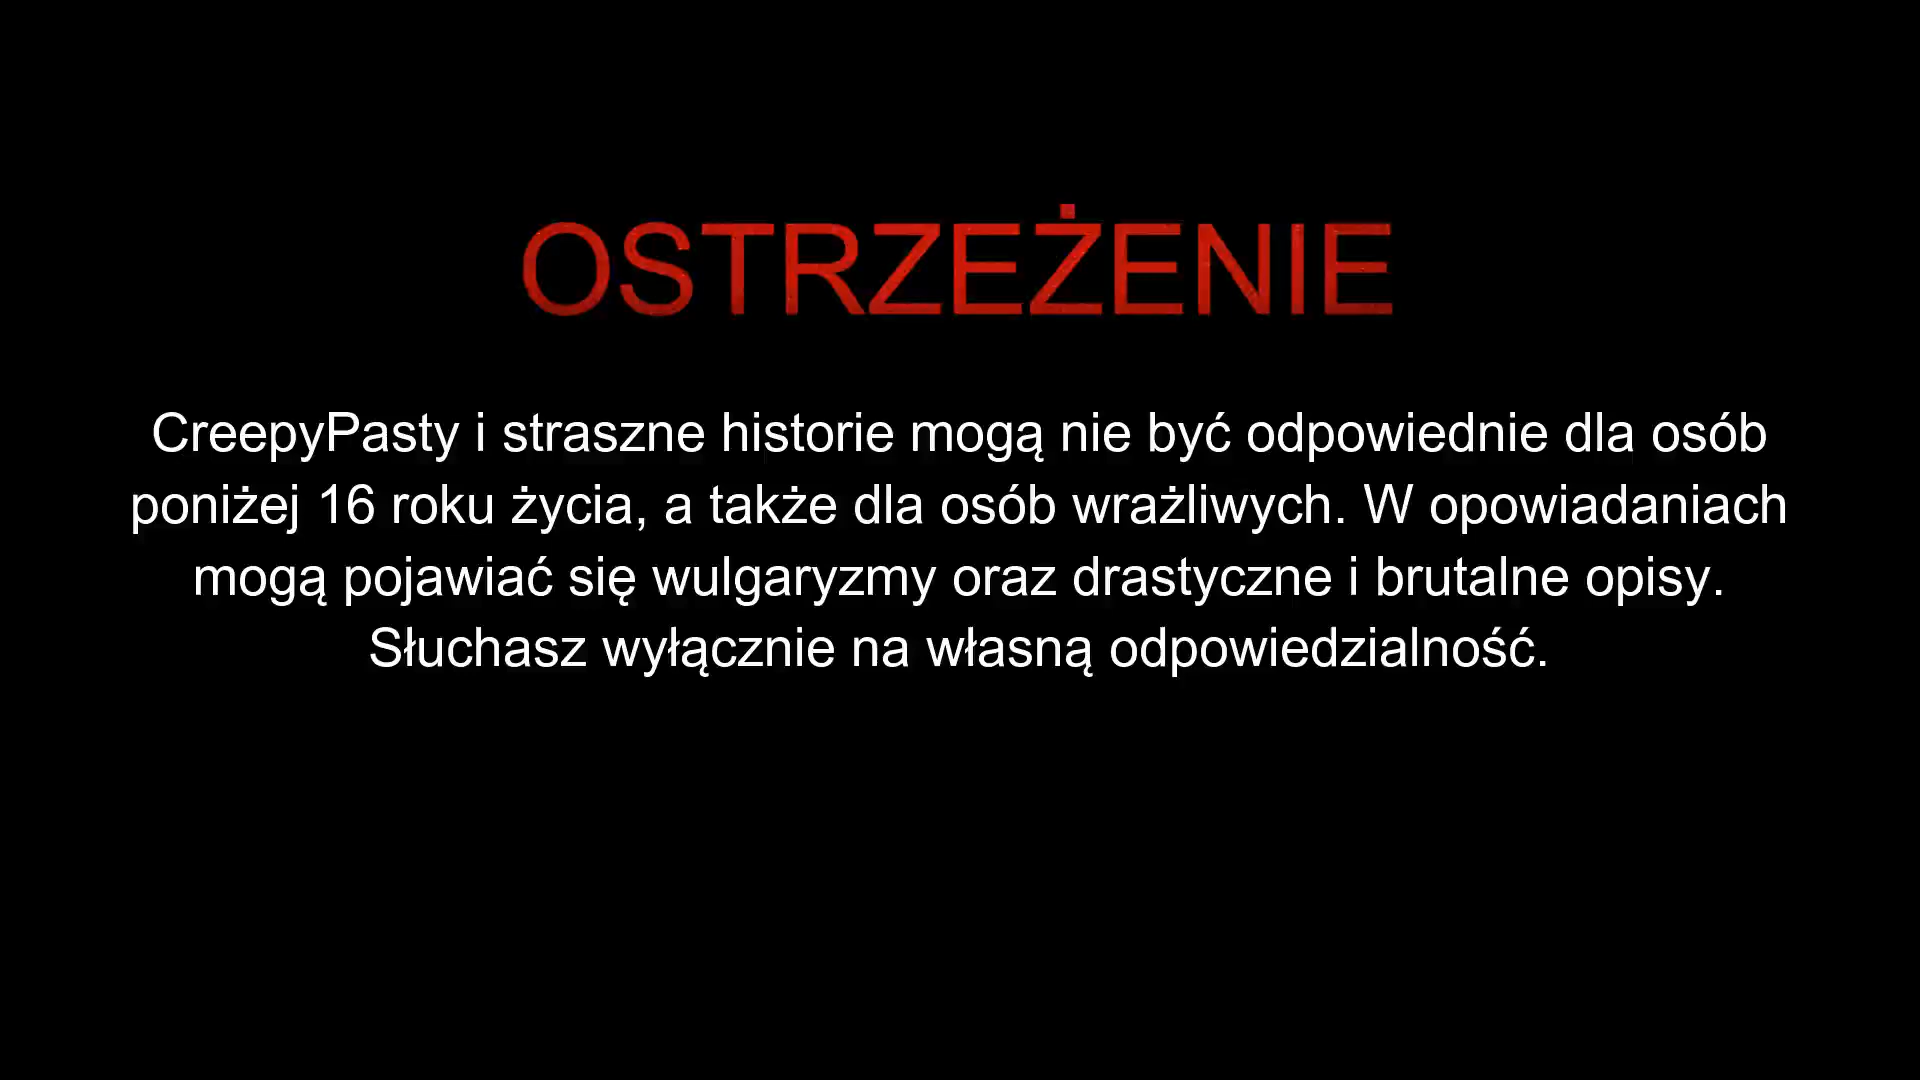 OSTRZEŻENIE
CreepyPasty i straszne historie mogą nie być odpowiednie dla osób
poniżej 16 roku życia, a także dla osób wrażliwych. W opowiadaniach
mogą pojawiać się wulgaryzmy oraz drastyczne i brutalne opisy.
Słuchasz wyłącznie na własną odpowiedzialność.